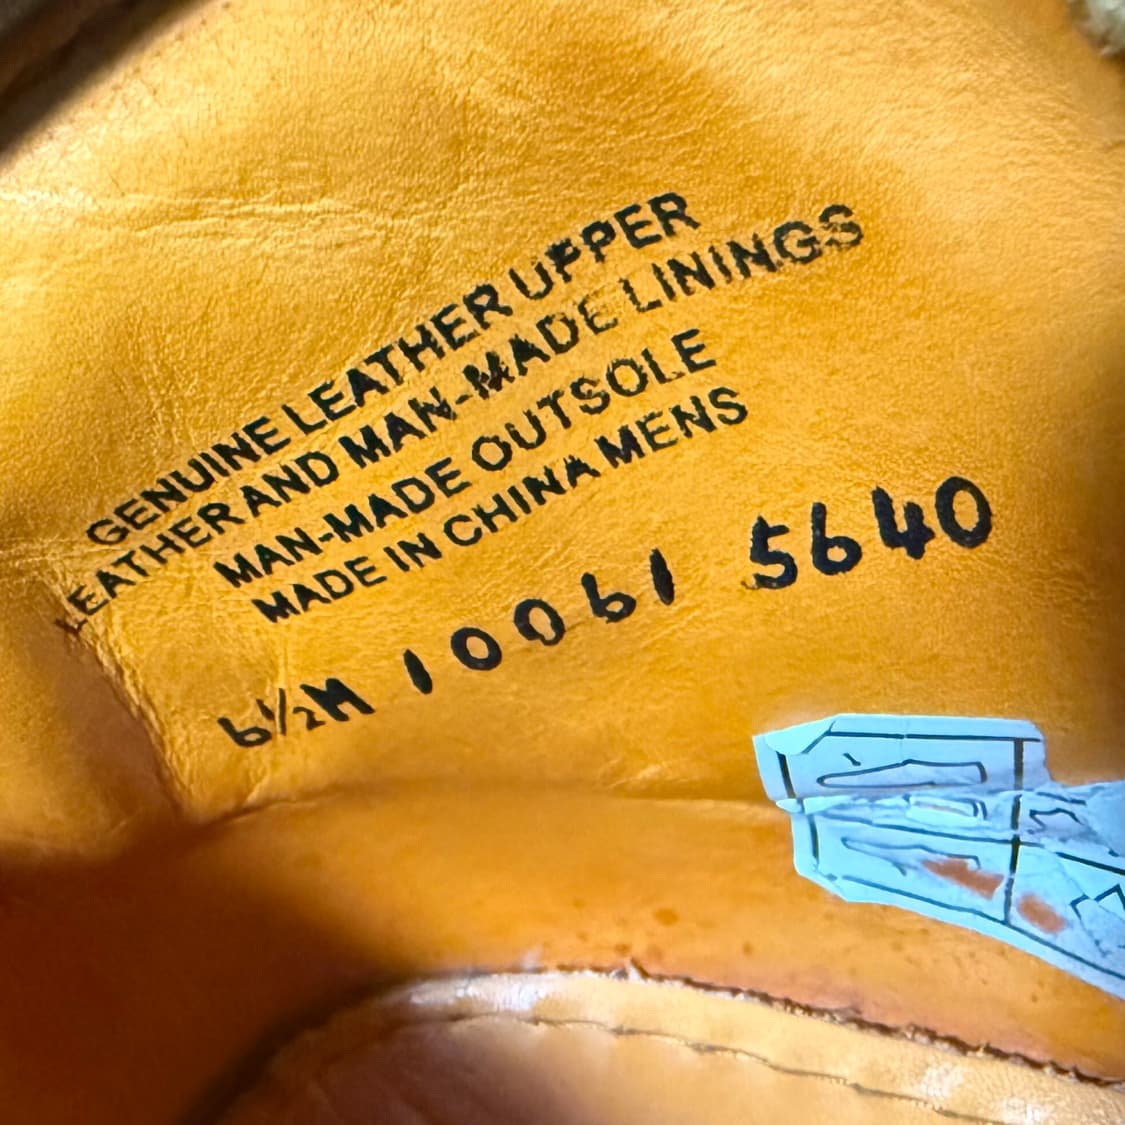 GENUINE LEATHER UPPER
LEATHER AND MAN-MADE LININGS
MAN-MADE OUTSOLE
MADE IN CHINA MENS
6½M 10061 5640